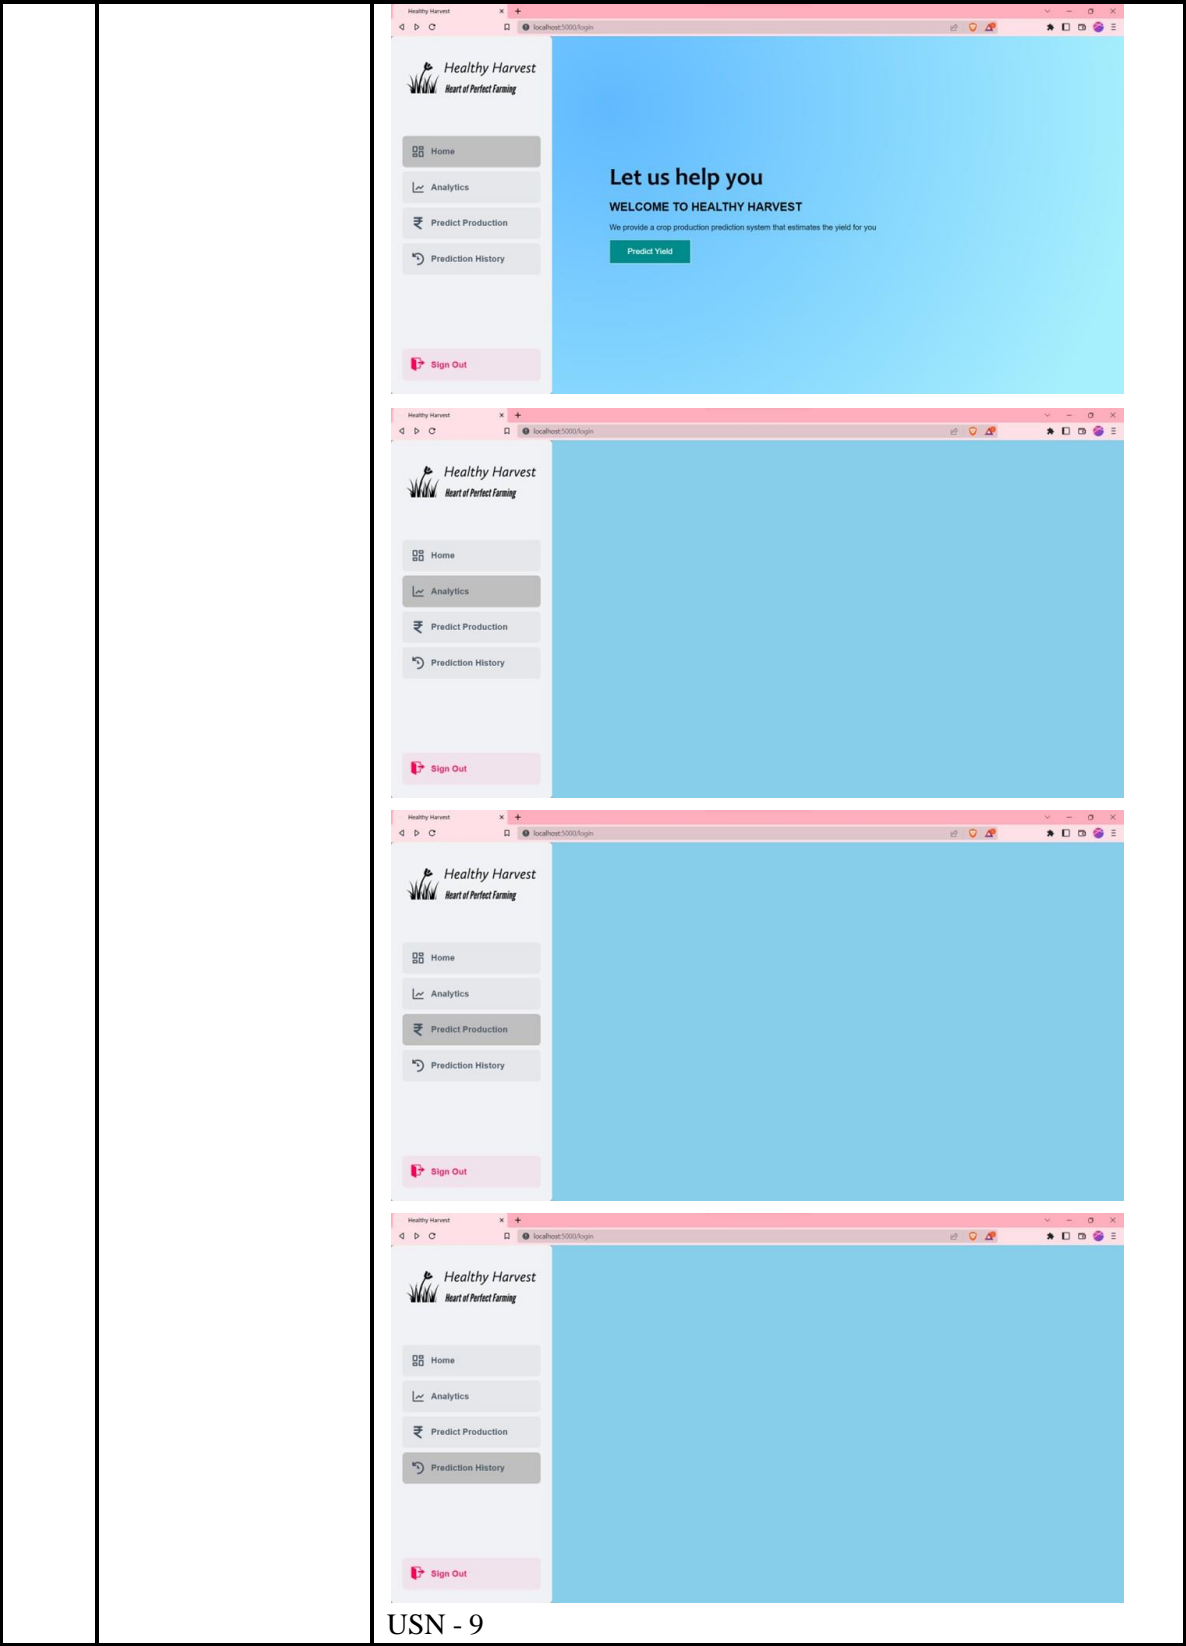 Healthy Harvest
localhost:5000/login
Healthy Harvest
Heart of Perfect Farming
Home
Analytics
Predict Production
Prediction History
Sign Out
Let us help you
WELCOME TO HEALTHY HARVEST
We provide a crop production prediction system that estimates the yield for you
Predict Yield
Healthy Harvest
localhost:5000/login
Healthy Harvest
Heart of Perfect Farming
Home
Analytics
Predict Production
Prediction History
Sign Out
Healthy Harvest
localhost:5000/login
Healthy Harvest
Heart of Perfect Farming
Home
Analytics
Predict Production
Prediction History
Sign Out
Healthy Harvest
localhost:5000/login
Healthy Harvest
Heart of Perfect Farming
Home
Analytics
Predict Production
Prediction History
Sign Out
USN - 9